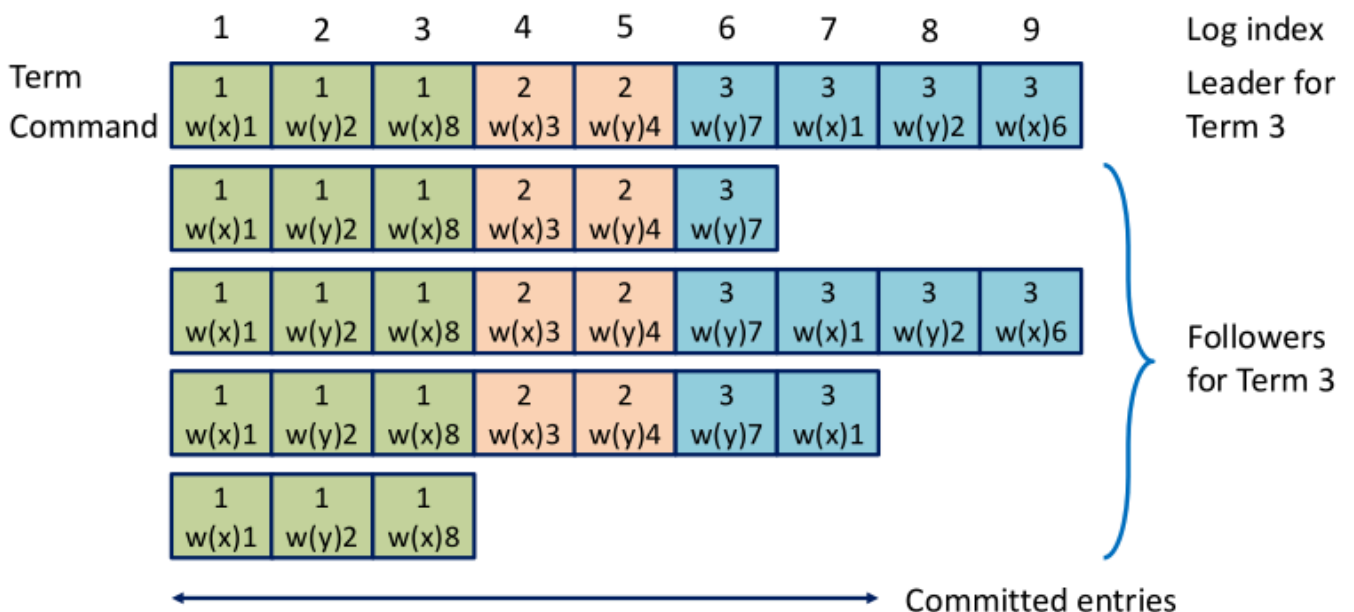 1 2 3 4 5 6 7 8 9 Log index
Term 1 1 1 2 2 3 3 3 3 Leader for
Command w(x)1 w(y)2 w(x)8 w(x)3 w(y)4 w(y)7 w(x)1 w(y)2 w(x)6 Term 3
1 1 1 2 2 3
w(x)1 w(y)2 w(x)8 w(x)3 w(y)4 w(y)7
1 1 1 2 2 3 3 3 3
w(x)1 w(y)2 w(x)8 w(x)3 w(y)4 w(y)7 w(x)1 w(y)2 w(x)6
Followers
for Term 3
1 1 1 2 2 3 3
w(x)1 w(y)2 w(x)8 w(x)3 w(y)4 w(y)7 w(x)1
1 1 1
w(x)1 w(y)2 w(x)8
Committed entries